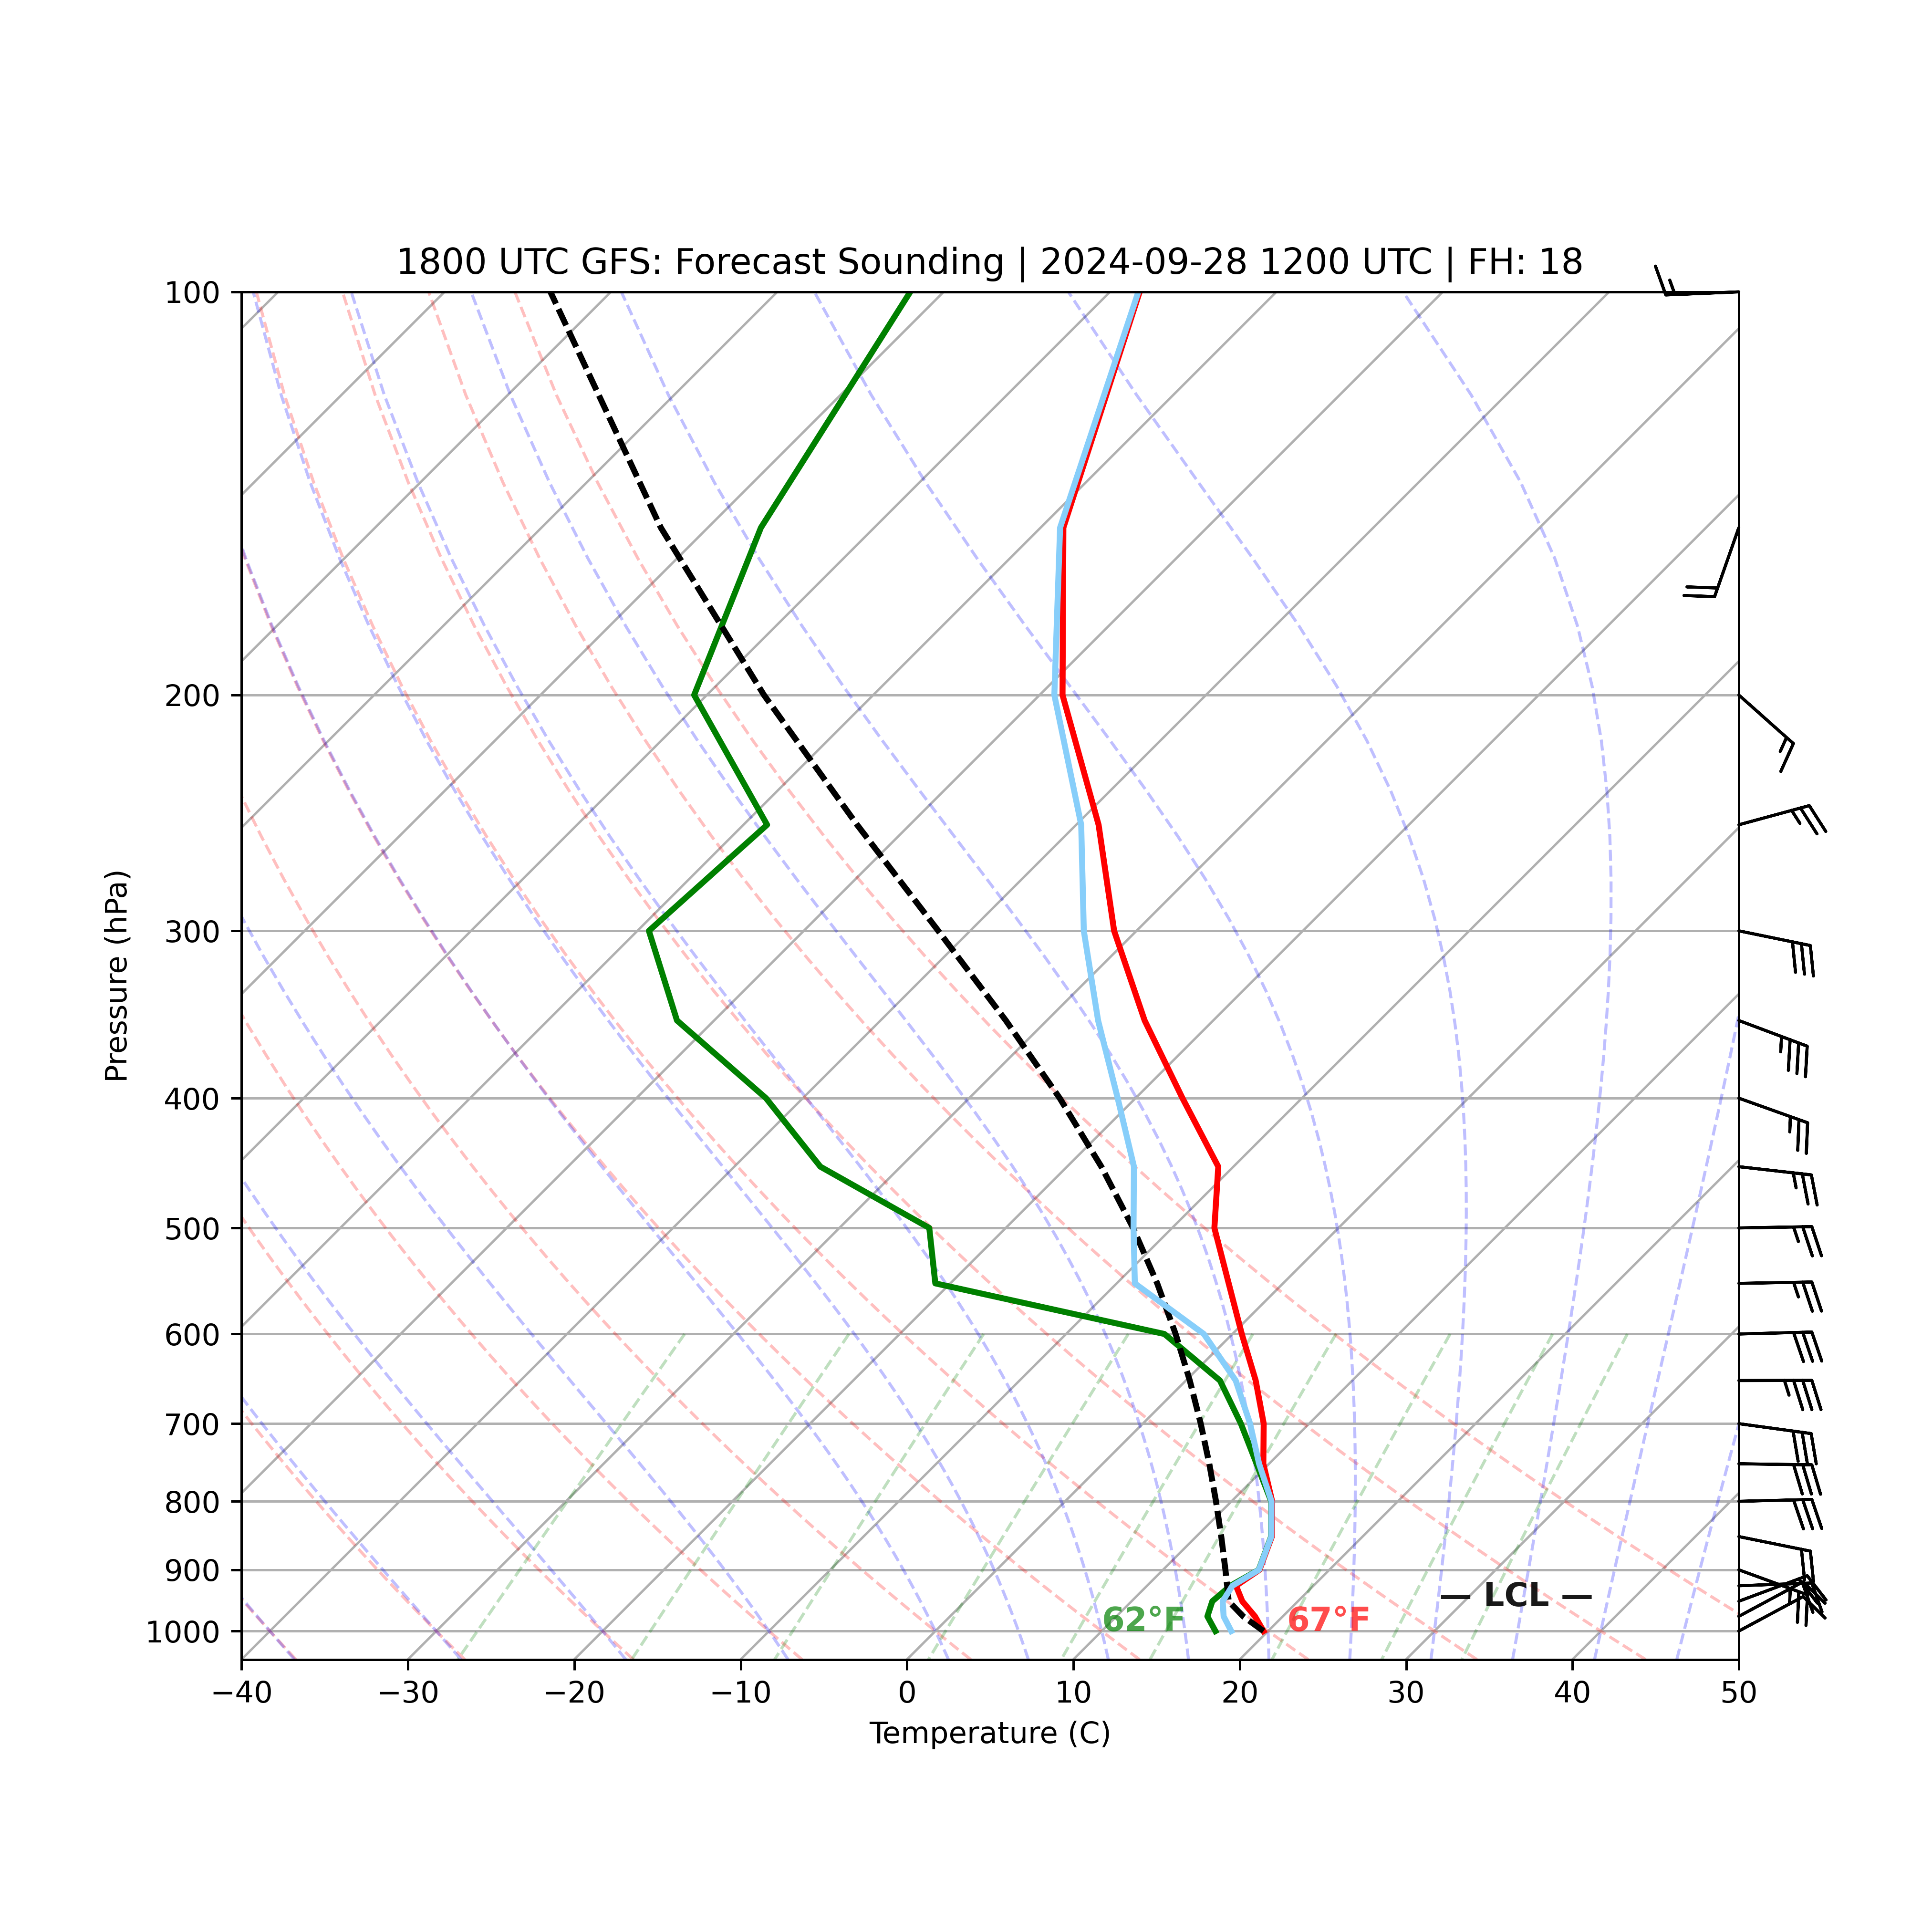 1800 UTC GFS: Forecast Sounding | 2024-09-28 1200 UTC | FH: 18
100
200
300
400
500
600
700
800
900
1000
Pressure (hPa)
— LCL —
62°F
67°F
−40 −30 −20 −10 0 10 20 30 40 50
Temperature (C)